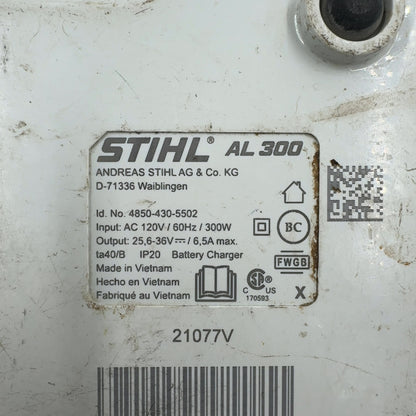 STIHL® AL 300
ANDREAS STIHL AG & Co. KG
D-71336 Waiblingen
Id. No. 4850-430-5502
Input: AC 120V / 60Hz / 300W
Output: 25,6-36V⎓ / 6,5A max.
ta40/B IP20 Battery Charger
Made in Vietnam
Hecho en Vietnam
Fabriqué au Vietnam
BC
FWGB
C US
170593
X
21077V